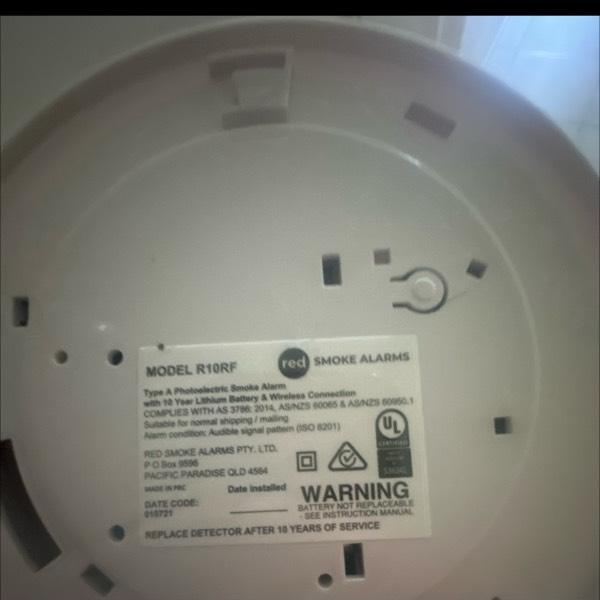 MODEL R10RF
red SMOKE ALARMS
Type A Photoelectric Smoke Alarm
with 10 Year Lithium Battery & Wireless Connection
COMPLIES WITH AS 3786: 2014, AS/NZS 60065 & AS/NZS 60950.1
Suitable for normal shipping / mailing
Alarm condition: Audible signal pattern (ISO 8201)
UL
CERTIFIED
RED SMOKE ALARMS PTY. LTD.
P O Box 9596
PACIFIC PARADISE QLD 4564
MADE IN PRC
Date installed
DATE CODE:
010721
WARNING
BATTERY NOT REPLACEABLE
- SEE INSTRUCTION MANUAL
REPLACE DETECTOR AFTER 10 YEARS OF SERVICE